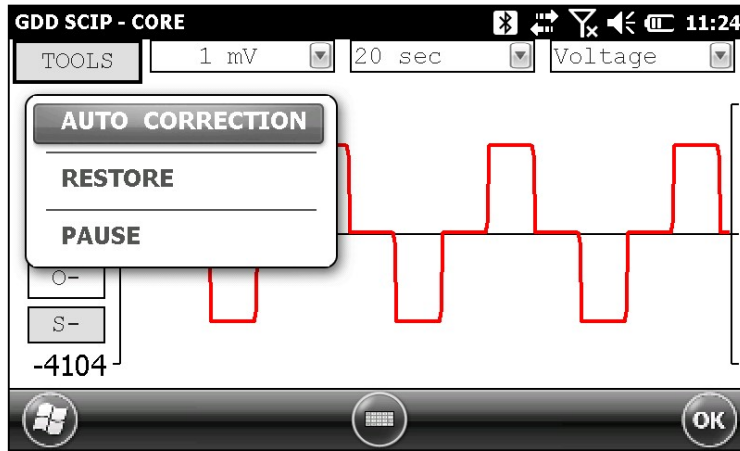 GDD SCIP - CORE 11:24
TOOLS 1 mV 20 sec Voltage
AUTO CORRECTION
RESTORE
PAUSE
O-
S-
-4104
OK